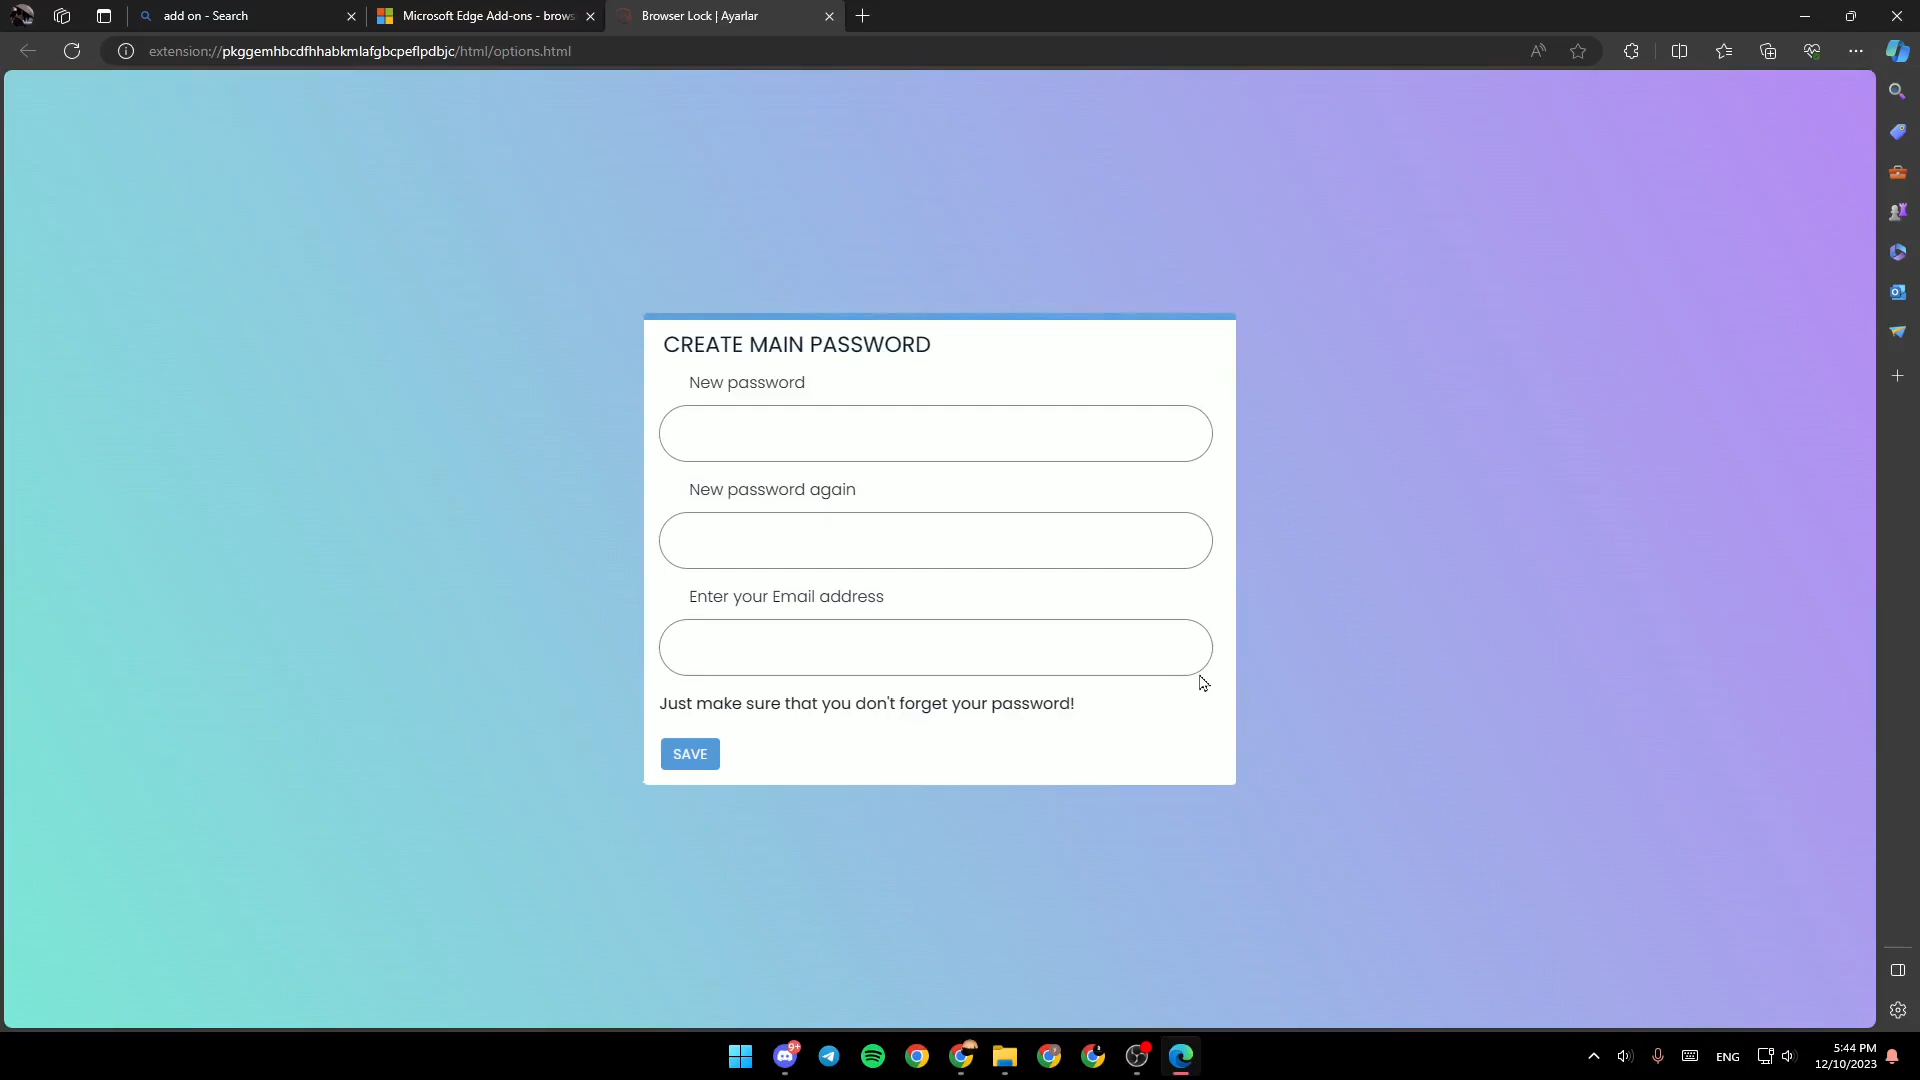 add on - Search
Microsoft Edge Add-ons - brows
Browser Lock | Ayarlar
extension://pkggemhbcdfhhabkmlafgbcpeflpdbjc/html/options.html
CREATE MAIN PASSWORD
New password
New password again
Enter your Email address
Just make sure that you don't forget your password!
SAVE
9+
ENG
5:44 PM
12/10/2023